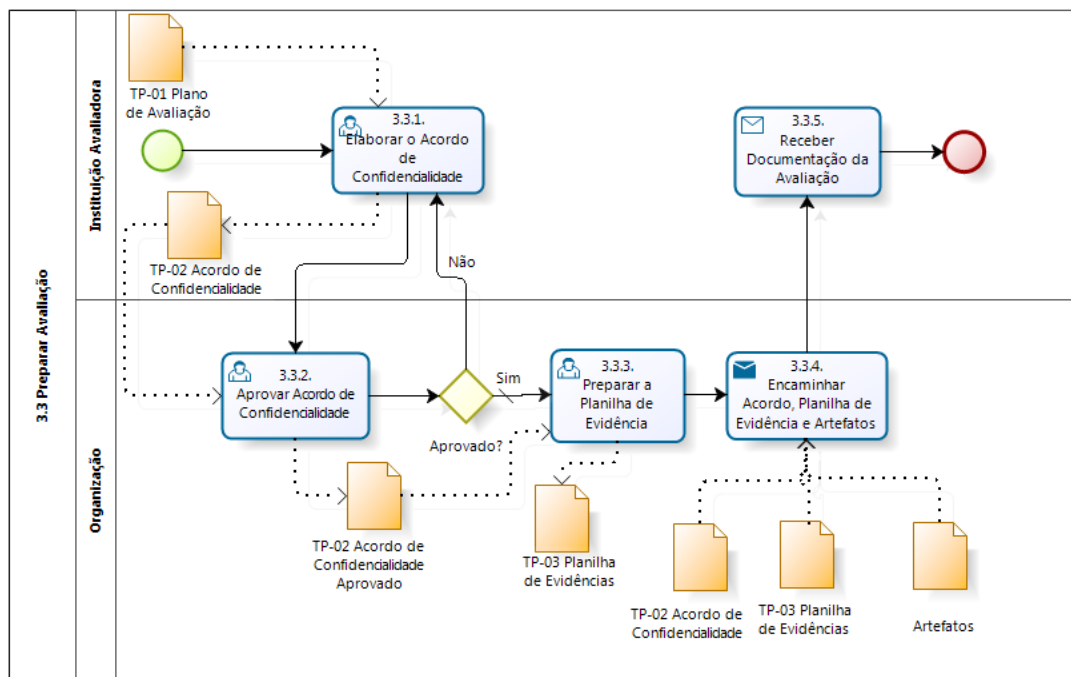 3.3 Preparar Avaliação
Instituição Avaliadora
TP-01 Plano
de Avaliação
3.3.1.
Elaborar o Acordo
de
Confidencialidade
3.3.5.
Receber
Documentação da
Avaliação
TP-02 Acordo de
Confidencialidade
Não
Organização
3.3.2.
Aprovar Acordo de
Confidencialidade
Aprovado?
Sim
3.3.3.
Preparar a
Planilha de
Evidência
3.3.4.
Encaminhar
Acordo, Planilha de
Evidência e Artefatos
TP-02 Acordo de
Confidencialidade
Aprovado
TP-03 Planilha
de Evidências
TP-02 Acordo de
Confidencialidade
TP-03 Planilha
de Evidências
Artefatos